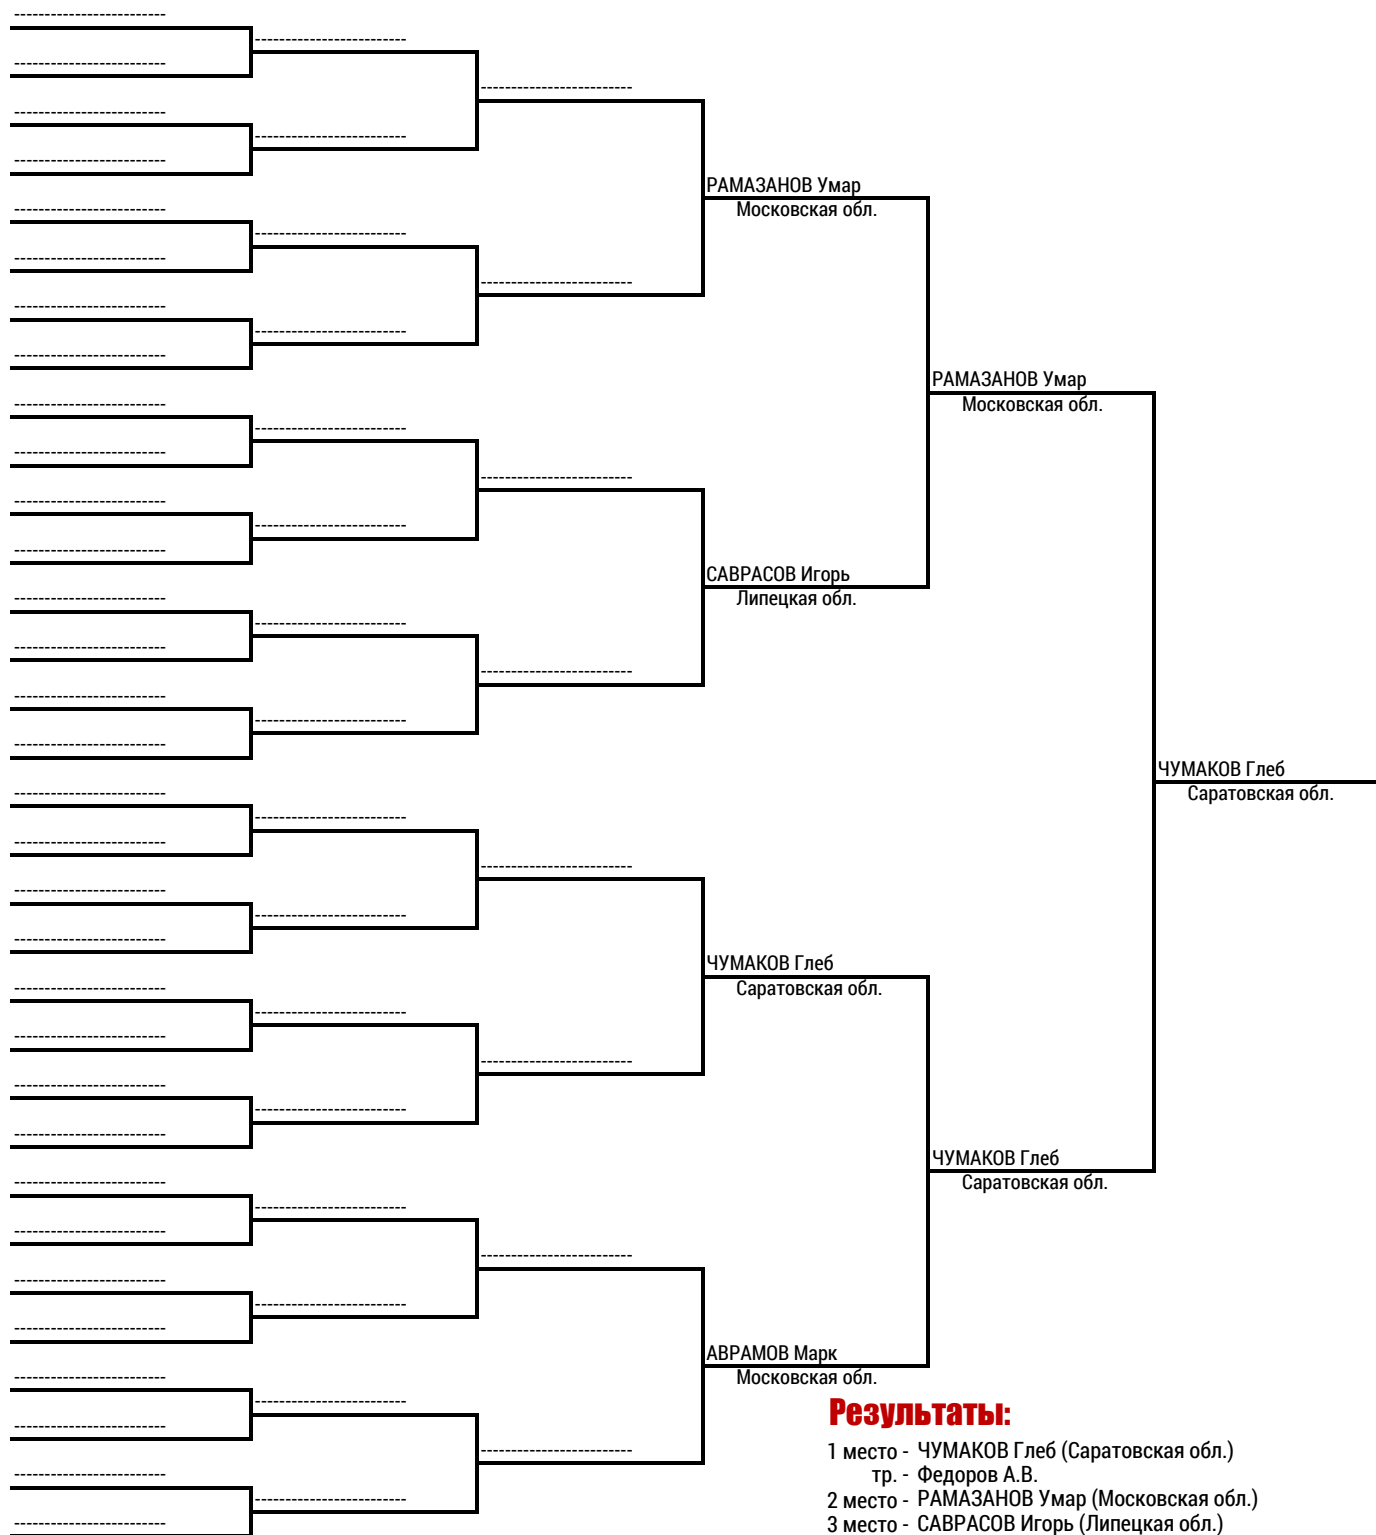 РАМАЗАНОВ Умар
Московская обл.
РАМАЗАНОВ Умар
Московская обл.
САВРАСОВ Игорь
Липецкая обл.
ЧУМАКОВ Глеб
Саратовская обл.
ЧУМАКОВ Глеб
Саратовская обл.
ЧУМАКОВ Глеб
Саратовская обл.
АВРАМОВ Марк
Московская обл.
Результаты:
1 место - ЧУМАКОВ Глеб (Саратовская обл.)
тр. - Федоров А.В.
2 место - РАМАЗАНОВ Умар (Московская обл.)
3 место - САВРАСОВ Игорь (Липецкая обл.)